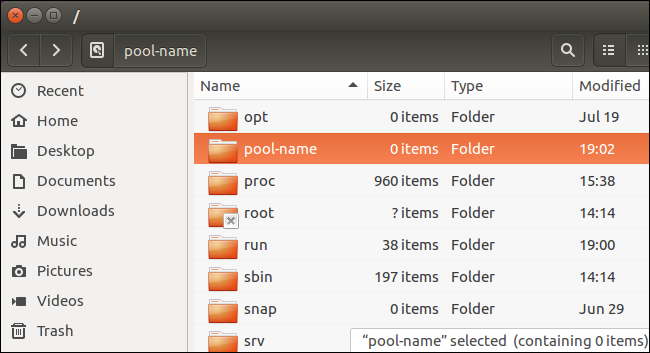 /
pool-name
Name Size Type Modified
Recent
Home
Desktop
Documents
Downloads
Music
Pictures
Videos
Trash
opt 0 items Folder Jul 19
pool-name 0 items Folder 19:02
proc 960 items Folder 15:38
root ? items Folder 14:14
run 38 items Folder 19:00
sbin 197 items Folder 14:14
snap 0 items Folder Jun 29
srv
“pool-name” selected (containing 0 items)